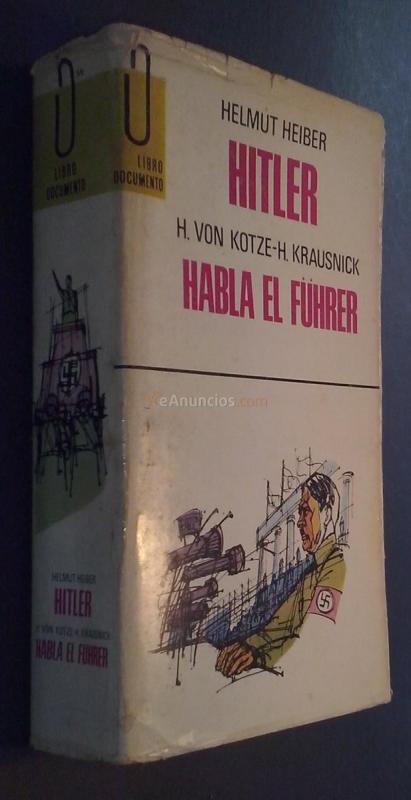 LIBRO
DOCUMENTO
HELMUT HEIBER
HITLER
H. VON KOTZE-H. KRAUSNICK
HABLA EL FÜHRER
LIBRO
DOCUMENTO
HELMUT HEIBER
HITLER
H. VON KOTZE-H. KRAUSNICK
HABLA EL FÜHRER
eAnuncios.com